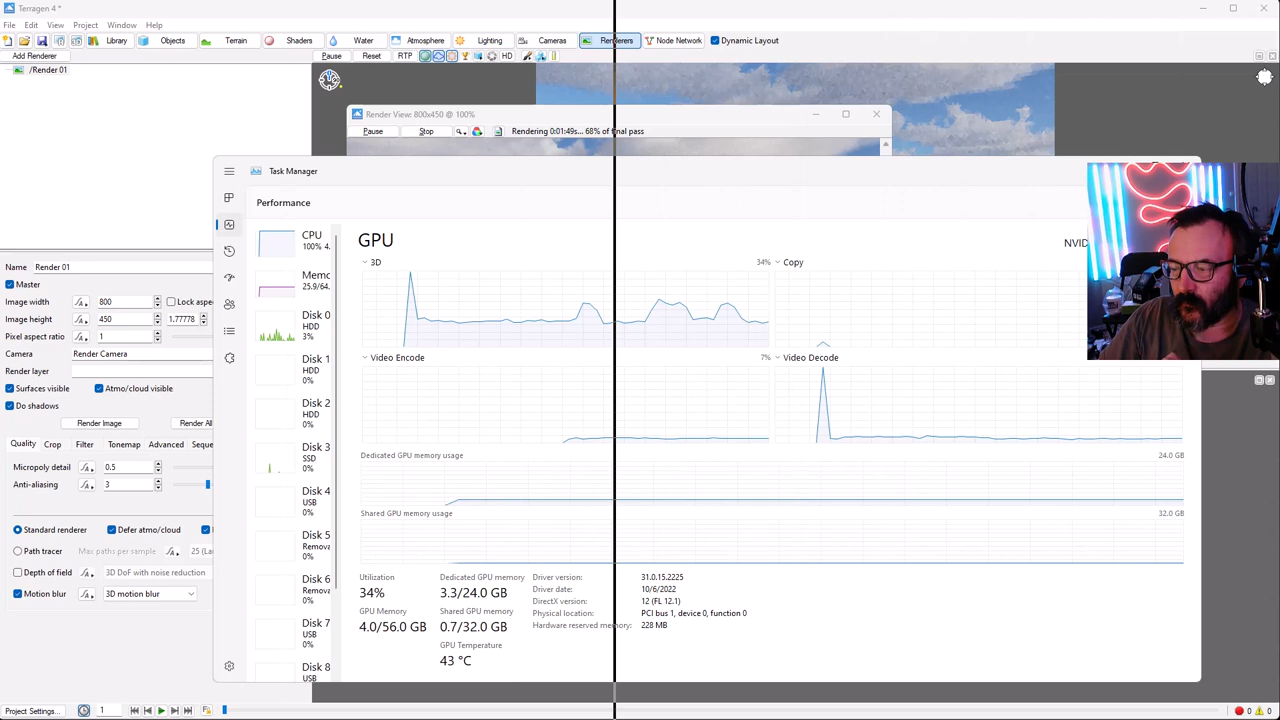 Terragen 4 *
File Edit View Project Window Help
Library Objects Terrain Shaders Water Atmosphere Lighting Cameras Renderers Node Network Dynamic Layout
Add Renderer
Pause Reset RTP HD
/Render 01
Render View: 800x450 @ 100%
Pause Stop Rendering 0:01:49s... 68% of final pass
Task Manager
Performance
CPU
100% 4.
Memo
25.9/64.
Disk 0
HDD
3%
Disk 1
HDD
0%
Disk 2
HDD
0%
Disk 3
SSD
0%
Disk 4
USB
0%
Disk 5
Remova
0%
Disk 6
Remova
0%
Disk 7
USB
0%
Disk 8
USB
GPU
NVID
3D 34% Copy
Video Encode 7% Video Decode
Dedicated GPU memory usage 24.0 GB
Shared GPU memory usage 32.0 GB
Utilization
34%
Dedicated GPU memory
3.3/24.0 GB
GPU Memory
4.0/56.0 GB
Shared GPU memory
0.7/32.0 GB
GPU Temperature
43 °C
Driver version: 31.0.15.2225
Driver date: 10/6/2022
DirectX version: 12 (FL 12.1)
Physical location: PCI bus 1, device 0, function 0
Hardware reserved memory: 228 MB
Name Render 01
Master
Image width 800 Lock aspe
Image height 450 1.77778
Pixel aspect ratio 1
Camera Render Camera
Render layer
Surfaces visible Atmo/cloud visible
Do shadows
Render Image Render All
Quality Crop Filter Tonemap Advanced Seque
Micropoly detail 0.5
Anti-aliasing 3
Standard renderer Defer atmo/cloud
Path tracer Max paths per sample 25 (La
Depth of field 3D DoF with noise reduction
Motion blur 3D motion blur
Project Settings... 1
0 0